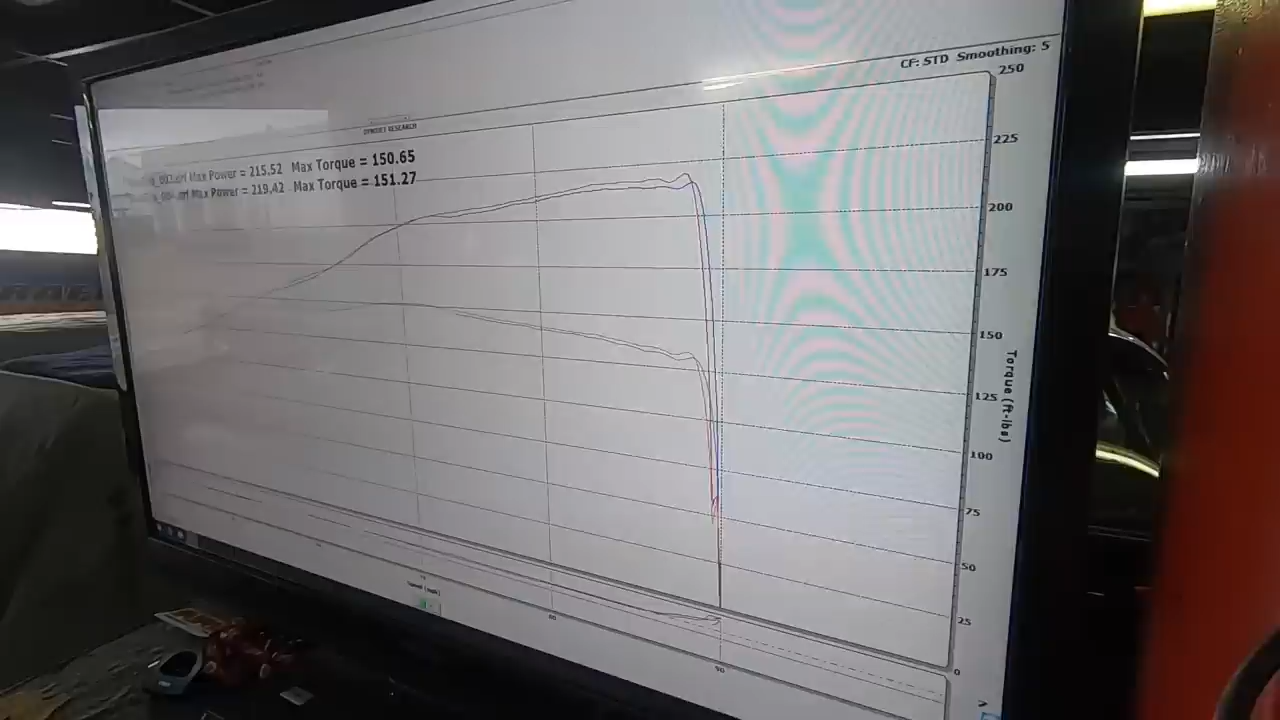 CF: STD Smoothing: 5
DYNOJET RESEARCH
Max Power = 215.52 Max Torque = 150.65
Max Power = 219.42 Max Torque = 151.27
250
225
200
175
150
125
100
75
50
25
0
Torque (ft-lbs)
80
90